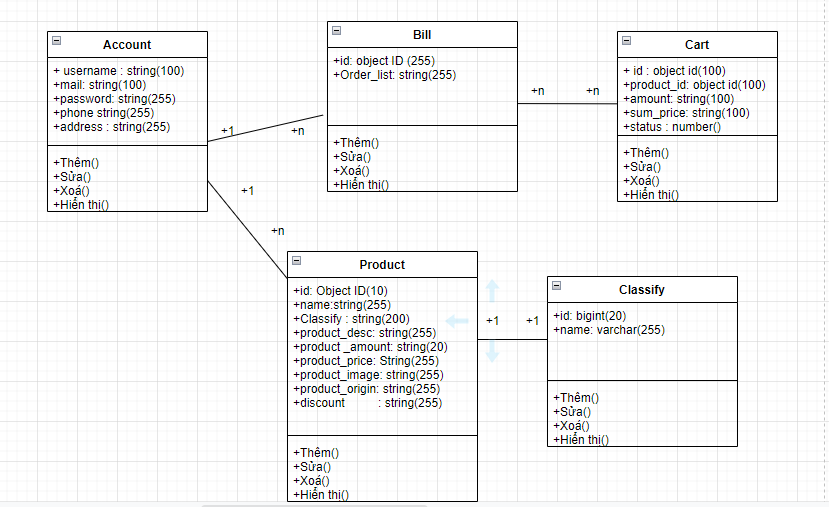 Account
+ username : string(100)
+mail: string(100)
+password: string(255)
+phone string(255)
+address : string(255)
+Thêm()
+Sửa()
+Xoá()
+Hiển thị()
Bill
+id: object ID (255)
+Order_list: string(255)
+Thêm()
+Sửa()
+Xoá()
+Hiển thị()
Cart
+ id : object id(100)
+product_id: object id(100)
+amount: string(100)
+sum_price: string(100)
+status : number()
+Thêm()
+Sửa()
+Xoá()
+Hiển thị()
+1
+n
+n
+n
+1
+n
Product
+id: Object ID(10)
+name:string(255)
+Classify : string(200)
+product_desc: string(255)
+product _amount: string(20)
+product_price: String(255)
+product_image: string(255)
+product_origin: string(255)
+discount : string(255)
+Thêm()
+Sửa()
+Xoá()
+Hiển thị()
+1
+1
Classify
+id: bigint(20)
+name: varchar(255)
+Thêm()
+Sửa()
+Xoá()
+Hiển thị()